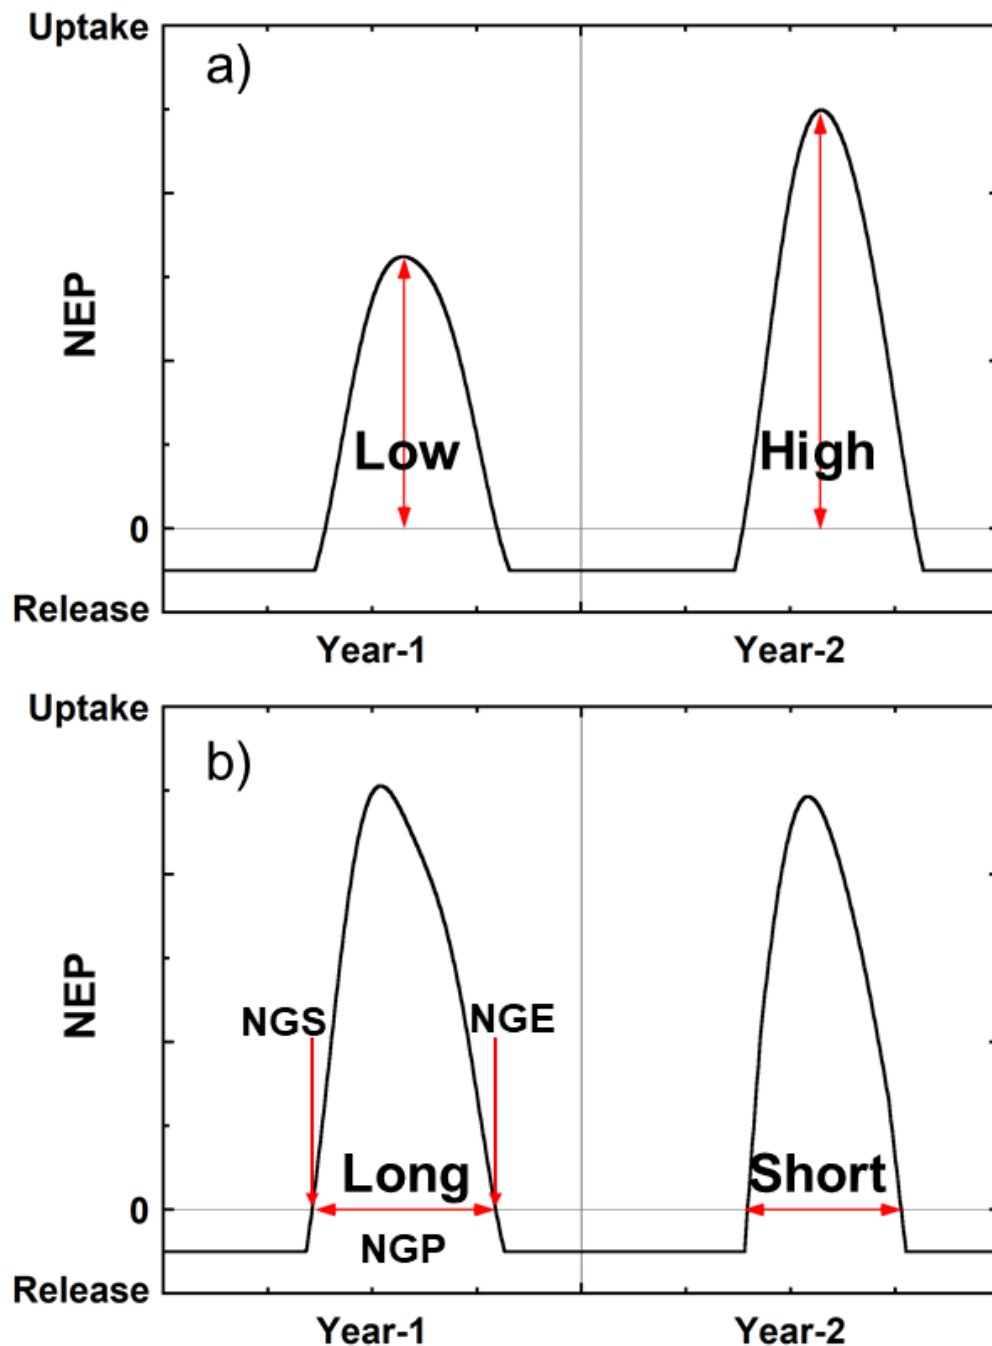 Uptake
a)
NEP
Low
High
0
Release
Year-1
Year-2
Uptake
b)
NEP
NGS
NGE
Long
Short
0
NGP
Release
Year-1
Year-2